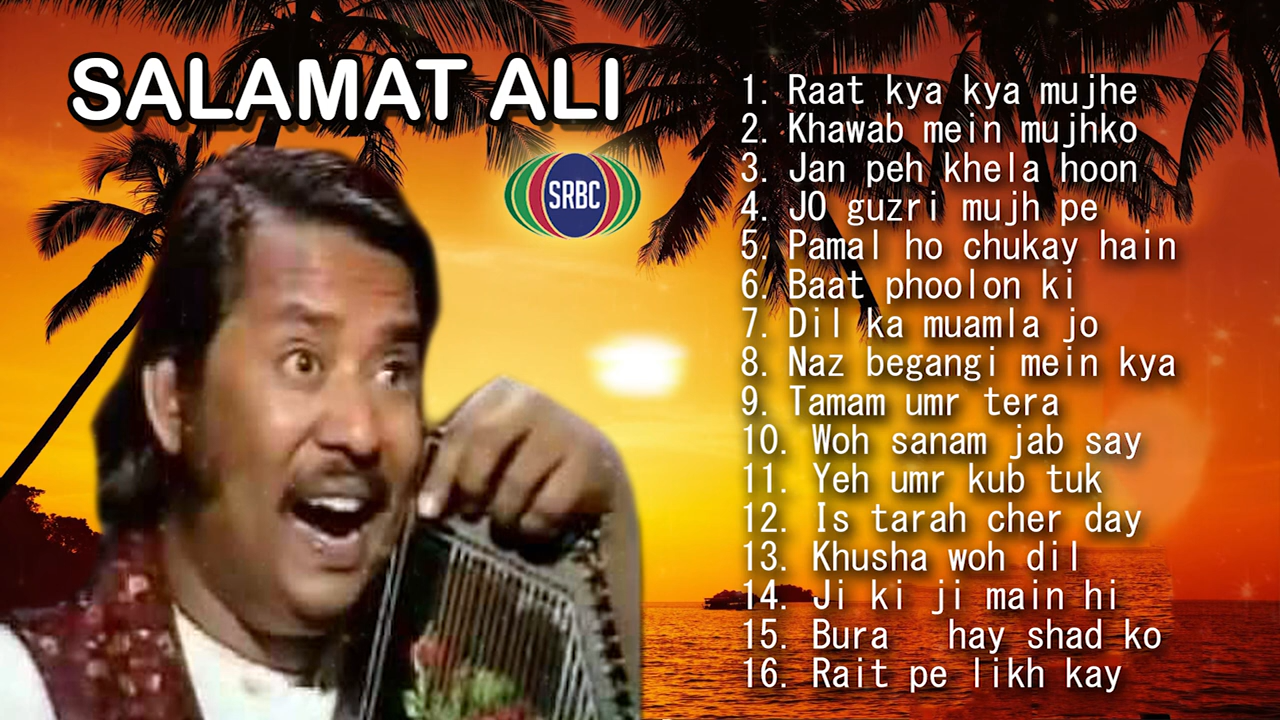 SALAMAT ALI
SRBC
1. Raat kya kya mujhe
2. Khawab mein mujhko
3. Jan peh khela hoon
4. JO guzri mujh pe
5. Pamal ho chukay hain
6. Baat phoolon ki
7. Dil ka muamla jo
8. Naz begangi mein kya
9. Tamam umr tera
10. Woh sanam jab say
11. Yeh umr kub tuk
12. Is tarah cher day
13. Khusha woh dil
14. Ji ki ji main hi
15. Bura hay shad ko
16. Rait pe likh kay